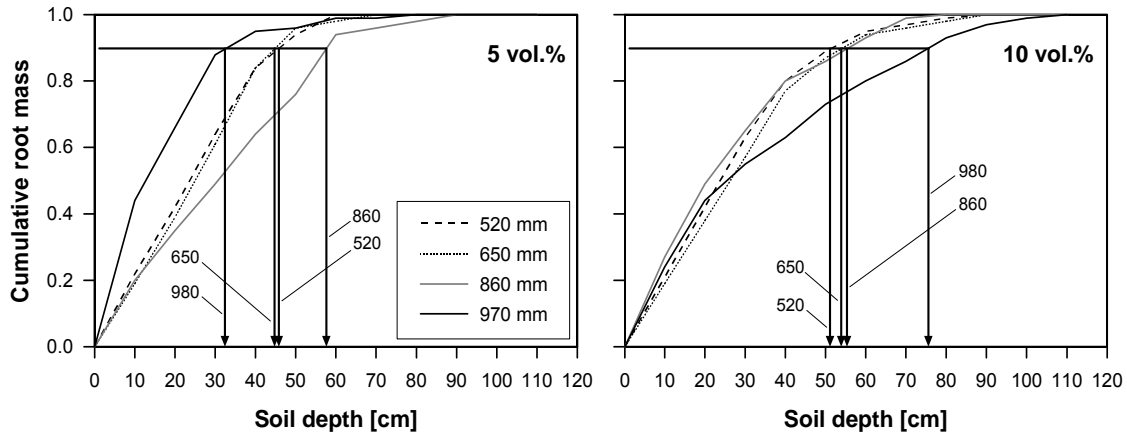 Cumulative root mass
1.0
0.8
0.6
0.4
0.2
0.0
5 vol.%
860
520
650
980
520 mm
650 mm
860 mm
970 mm
0 10 20 30 40 50 60 70 80 90 100 110 120
Soil depth [cm]
10 vol.%
980
860
650
520
0 10 20 30 40 50 60 70 80 90 100 110 120
Soil depth [cm]